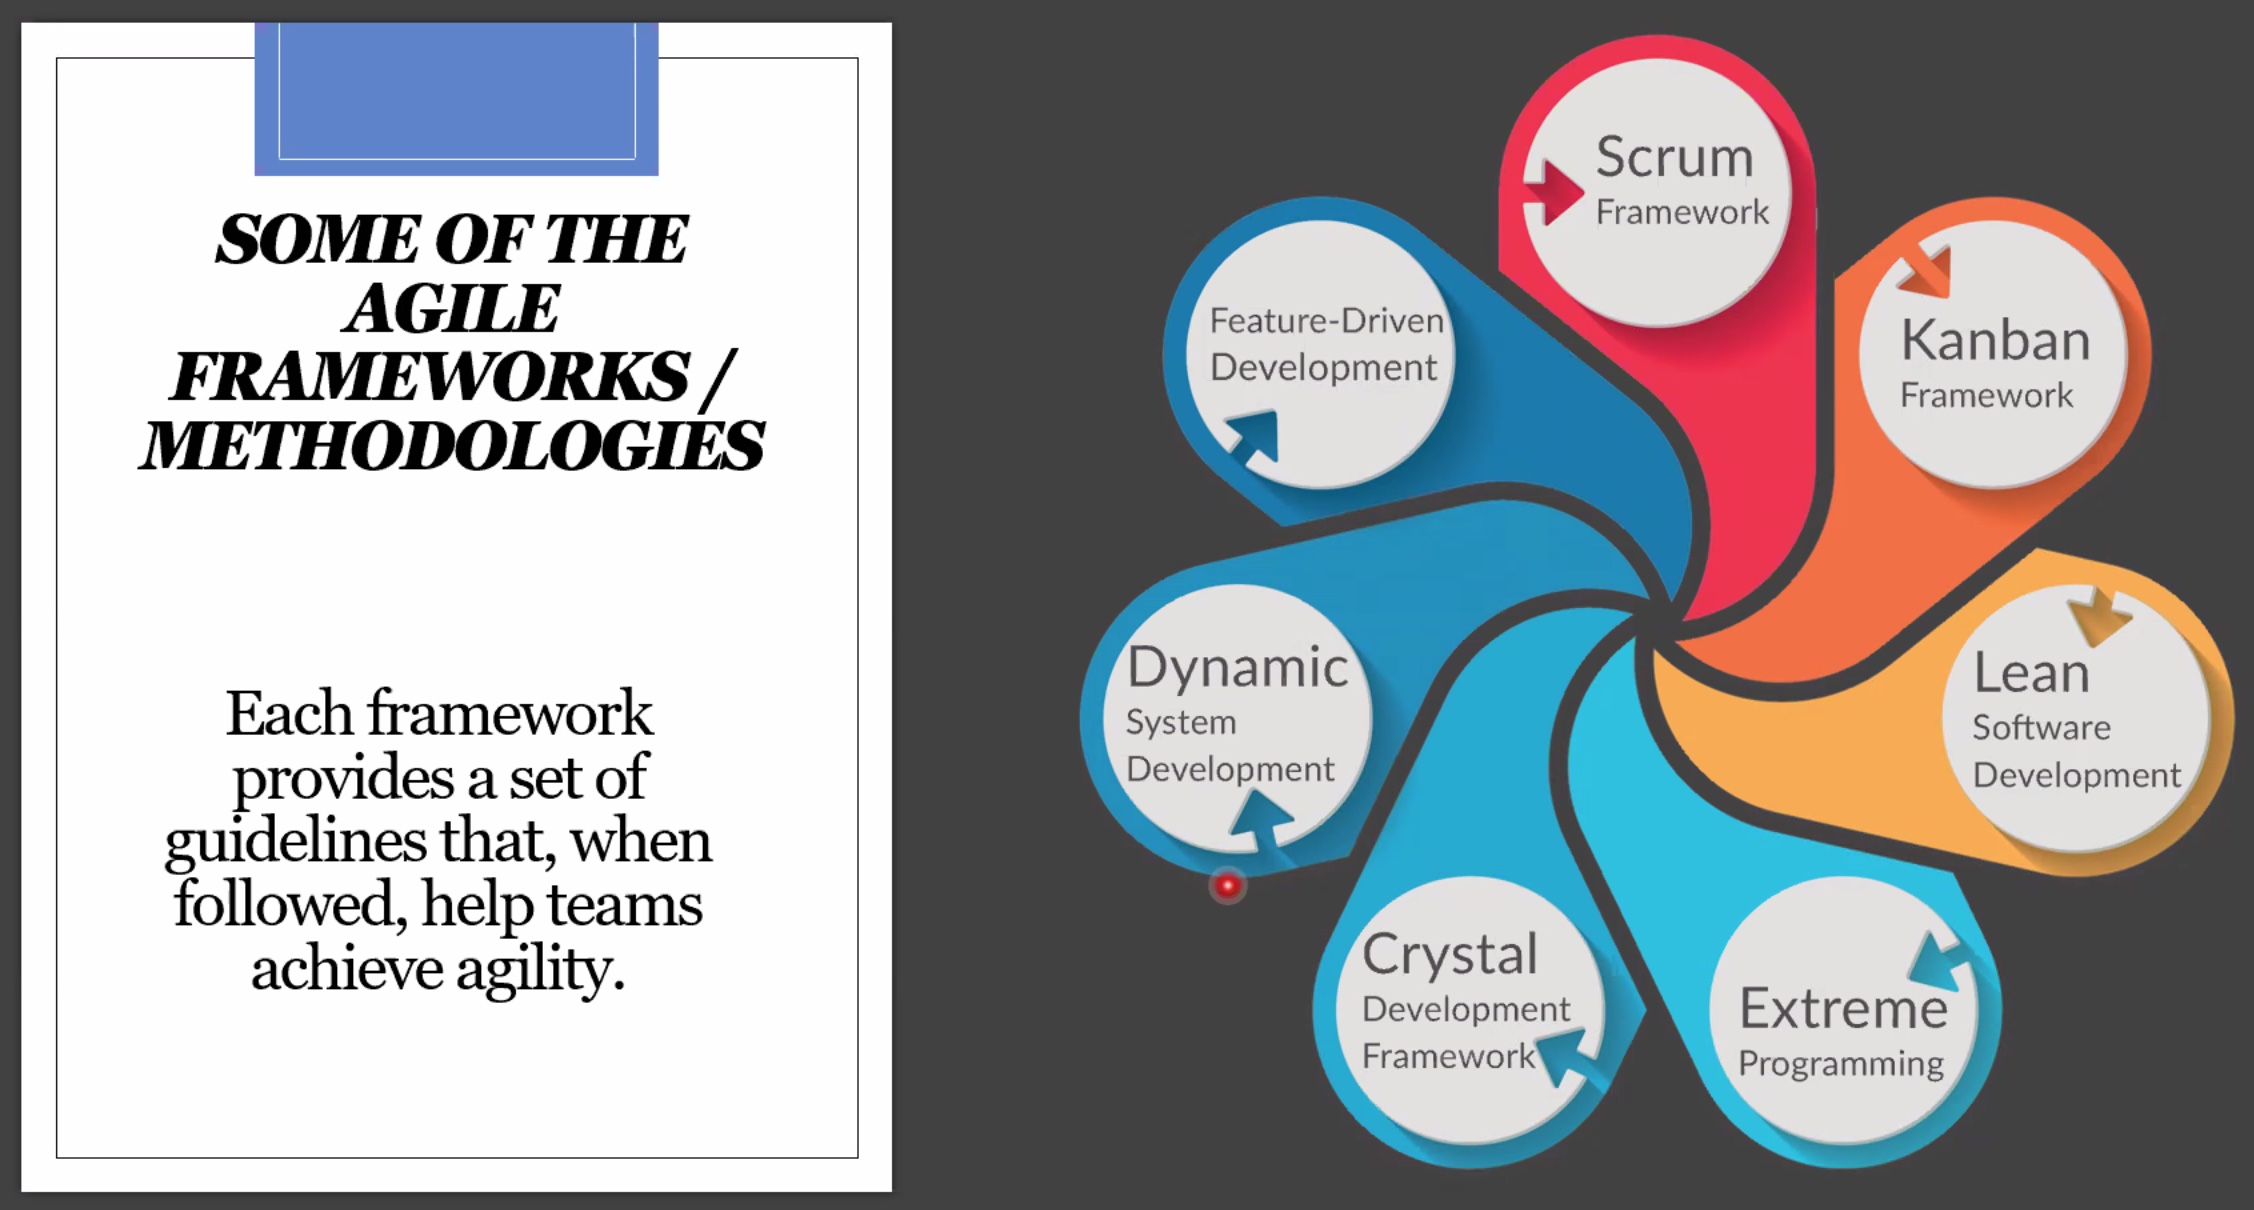 SOME OF THE
AGILE
FRAMEWORKS /
METHODOLOGIES
Each framework
provides a set of
guidelines that, when
followed, help teams
achieve agility.
Scrum
Framework
Kanban
Framework
Lean
Software
Development
Extreme
Programming
Crystal
Development
Framework
Dynamic
System
Development
Feature-Driven
Development